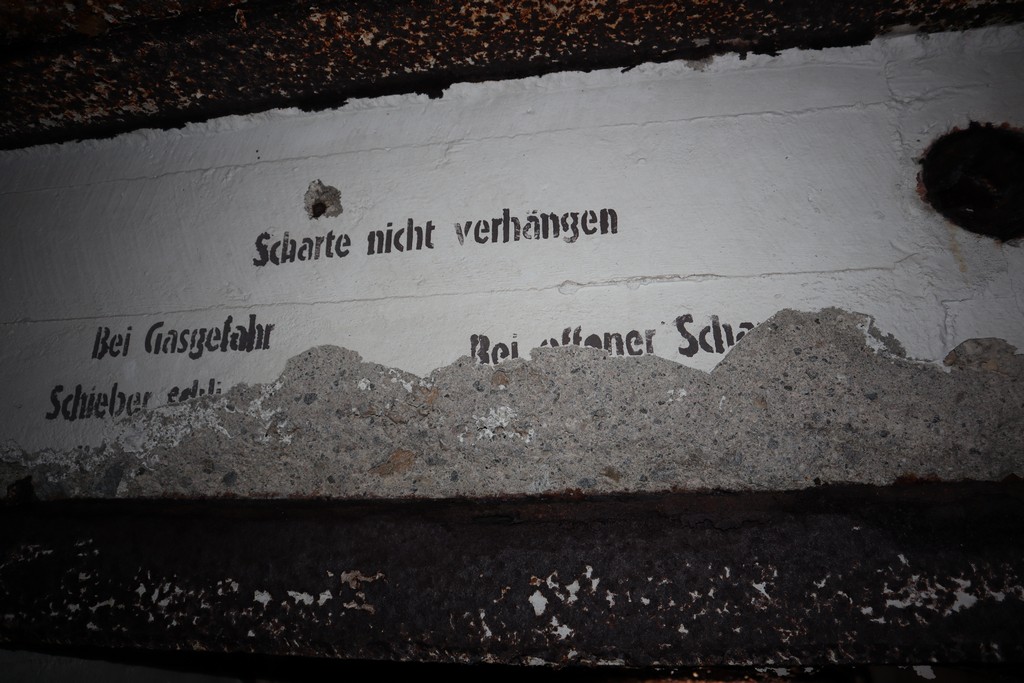 Scharte nicht verhängen
Bei Gasgefahr
Bei offener
Schieber